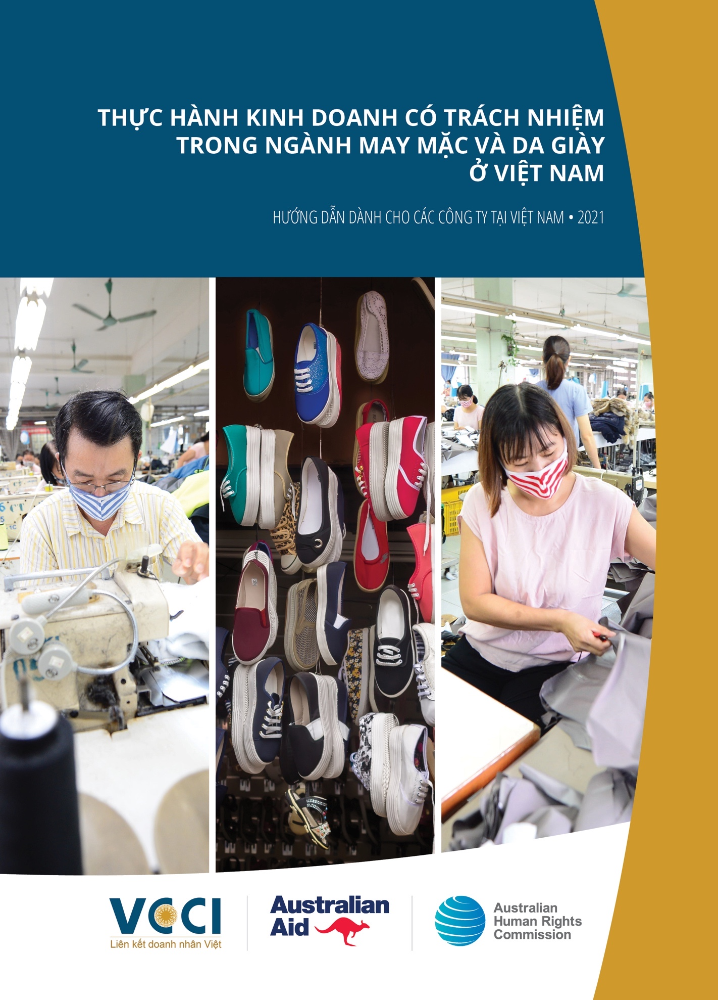 THỰC HÀNH KINH DOANH CÓ TRÁCH NHIỆM
TRONG NGÀNH MAY MẶC VÀ DA GIÀY
Ở VIỆT NAM
HƯỚNG DẪN DÀNH CHO CÁC CÔNG TY TẠI VIỆT NAM • 2021
VCCI
Liên kết doanh nhân Việt
Australian
Aid
Australian
Human Rights
Commission